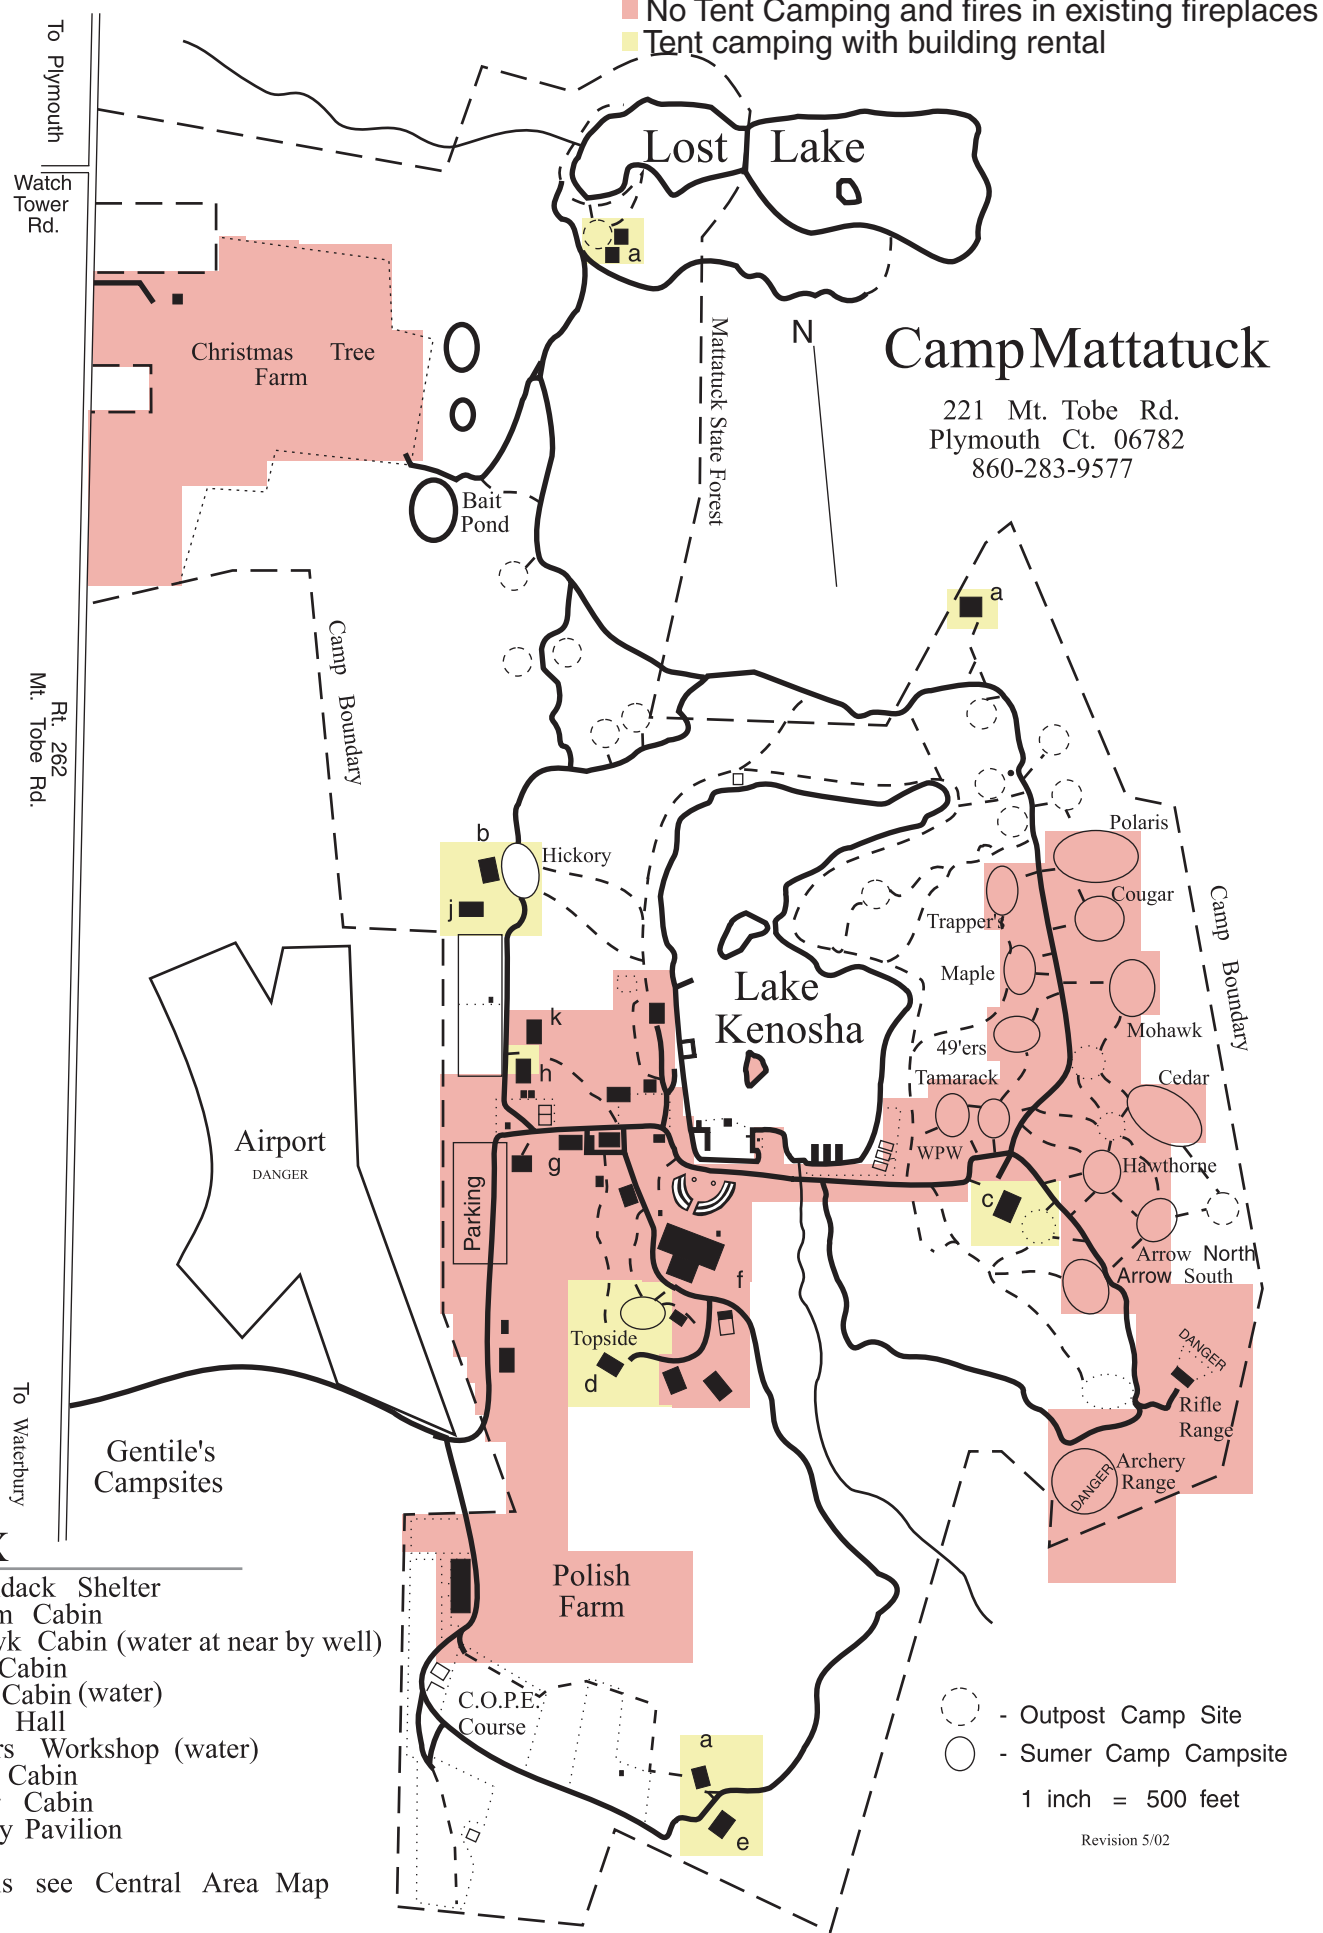 No Tent Camping and fires in existing fireplaces
Tent camping with building rental
To Plymouth
Watch
Tower
Rd.
Lost Lake
a
Christmas Tree
Farm
Mattatuck State Forest
N
Camp Mattatuck
221 Mt. Tobe Rd.
Plymouth Ct. 06782
860-283-9577
Bait
Pond
a
Camp Boundary
Rt. 262
Mt. Tobe Rd.
b
Hickory
j
Polaris
Cougar
Trapper's
Maple
Camp Boundary
Lake
Kenosha
k
Mohawk
49'ers
h
Tamarack
Cedar
Airport
DANGER
g
WPW
Hawthorne
Parking
c
Arrow North
Arrow South
f
Topside
d
DANGER
Rifle
Range
To Waterbury
Gentile's
Campsites
Archery
Range
DANGER
dack Shelter
Cabin
k Cabin (water at near by well)
Cabin
Cabin (water)
Hall
rs Workshop (water)
Cabin
Cabin
y Pavilion
s see Central Area Map
Polish
Farm
C.O.P.E.
Course
a
e
- Outpost Camp Site
- Sumer Camp Campsite
1 inch = 500 feet
Revision 5/02